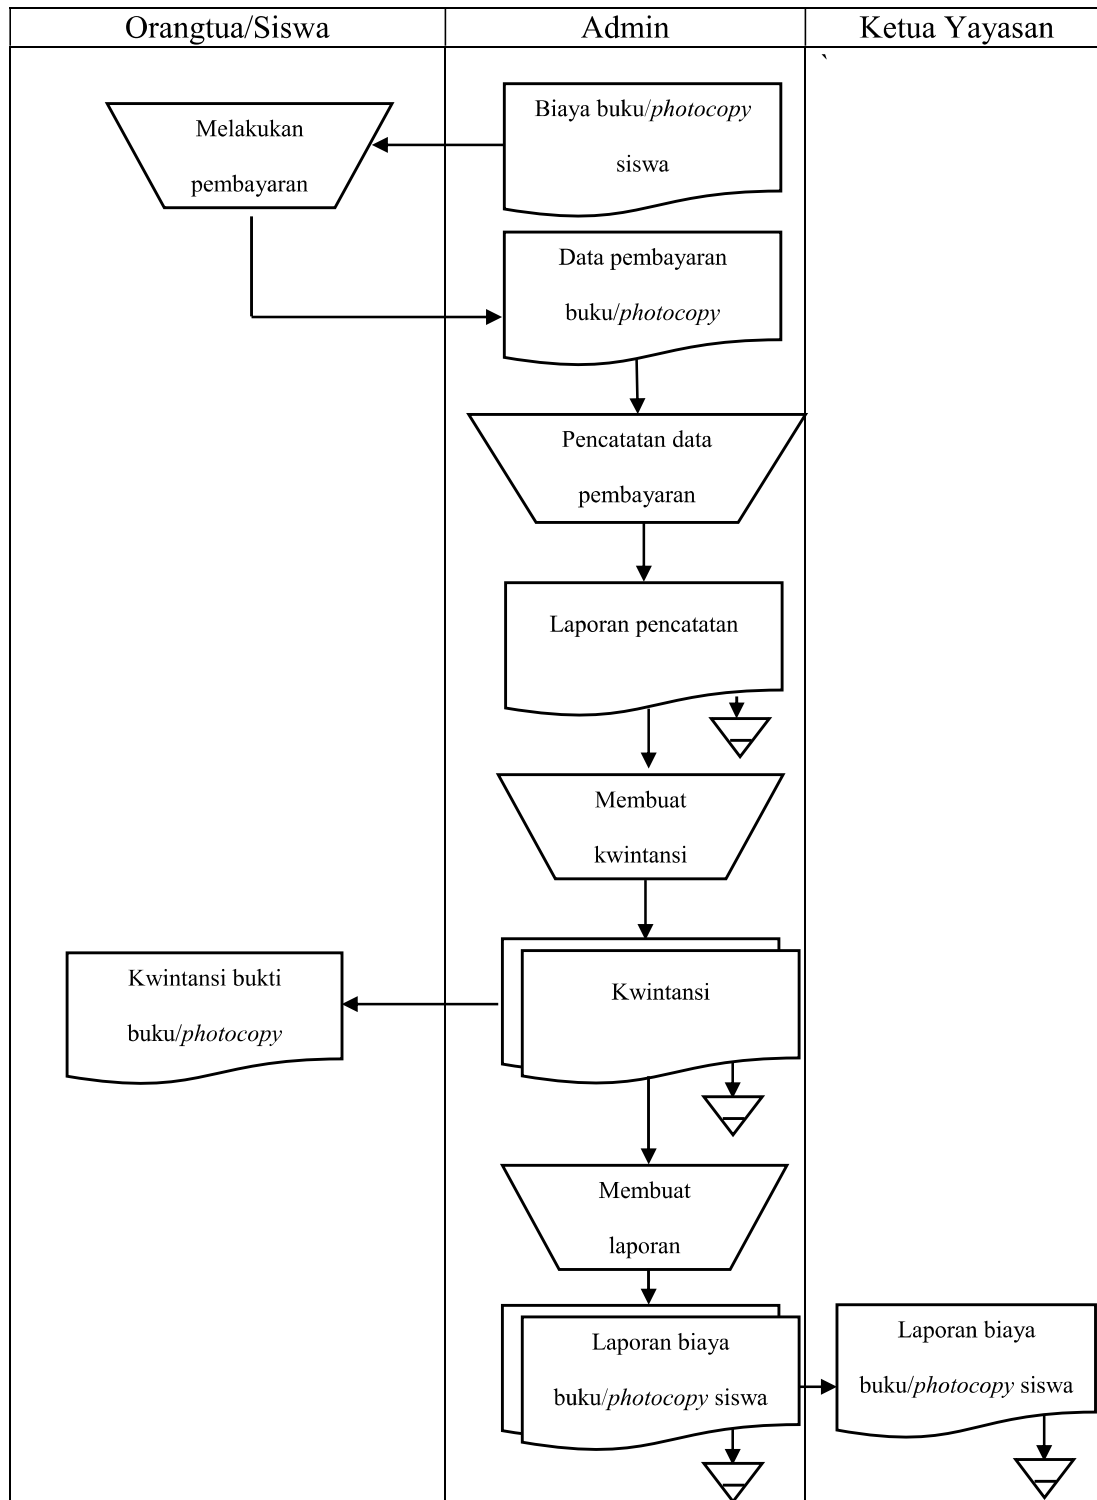 Orangtua/Siswa
Admin
Ketua Yayasan
`
Biaya buku/photocopy
siswa
Melakukan
pembayaran
Data pembayaran
buku/photocopy
Pencatatan data
pembayaran
Laporan pencatatan
Membuat
kwintansi
Kwintansi bukti
buku/photocopy
Kwintansi
Membuat
laporan
Laporan biaya
buku/photocopy siswa
Laporan biaya
buku/photocopy siswa